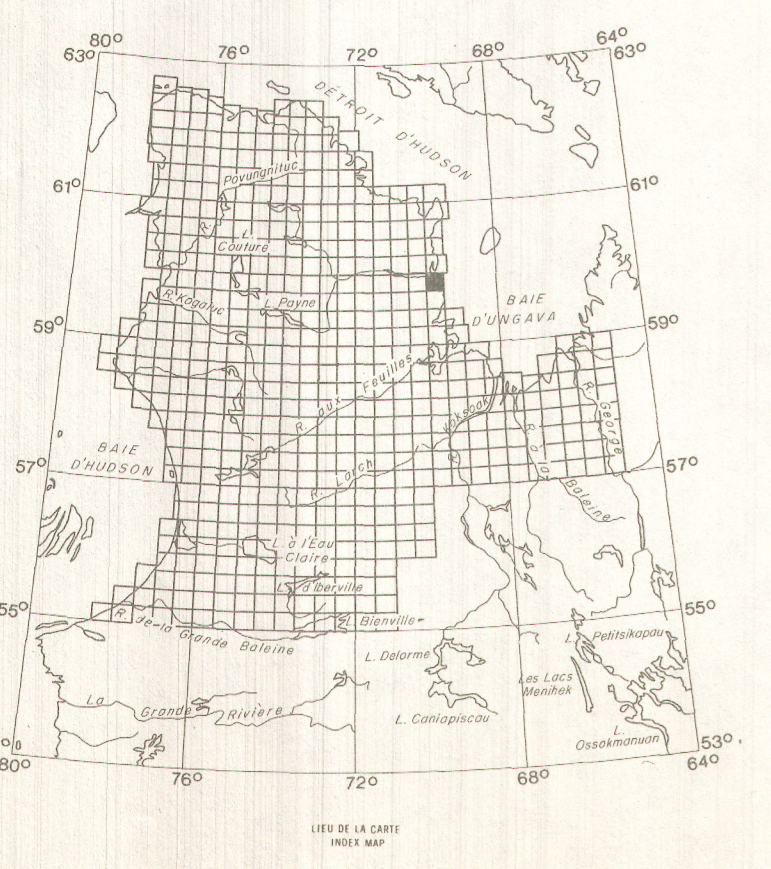 80° 76° 72° 68° 64°
63° 63°
DÉTROIT D'HUDSON
Povungnituc
R.
61° 61°
L.
Couture
R. Kogaluc
L. Payne
BAIE
D'UNGAVA
59° 59°
R. aux Feuilles
Koksoak
R. George
R. à la Baleine
BAIE
D'HUDSON
57° 57°
R. Larch
L. à l'Eau
Claire
L. d'Iberville
55° 55°
L. Bienville
R. de-la Grande Baleine
L. Petitsikapau
L. Delorme
Les Lacs
Menihek
La Grande Rivière
L. Caniapiscau
L.
Ossokmanuan
53°
80° 76° 72° 68° 64°
LIEU DE LA CARTE
INDEX MAP